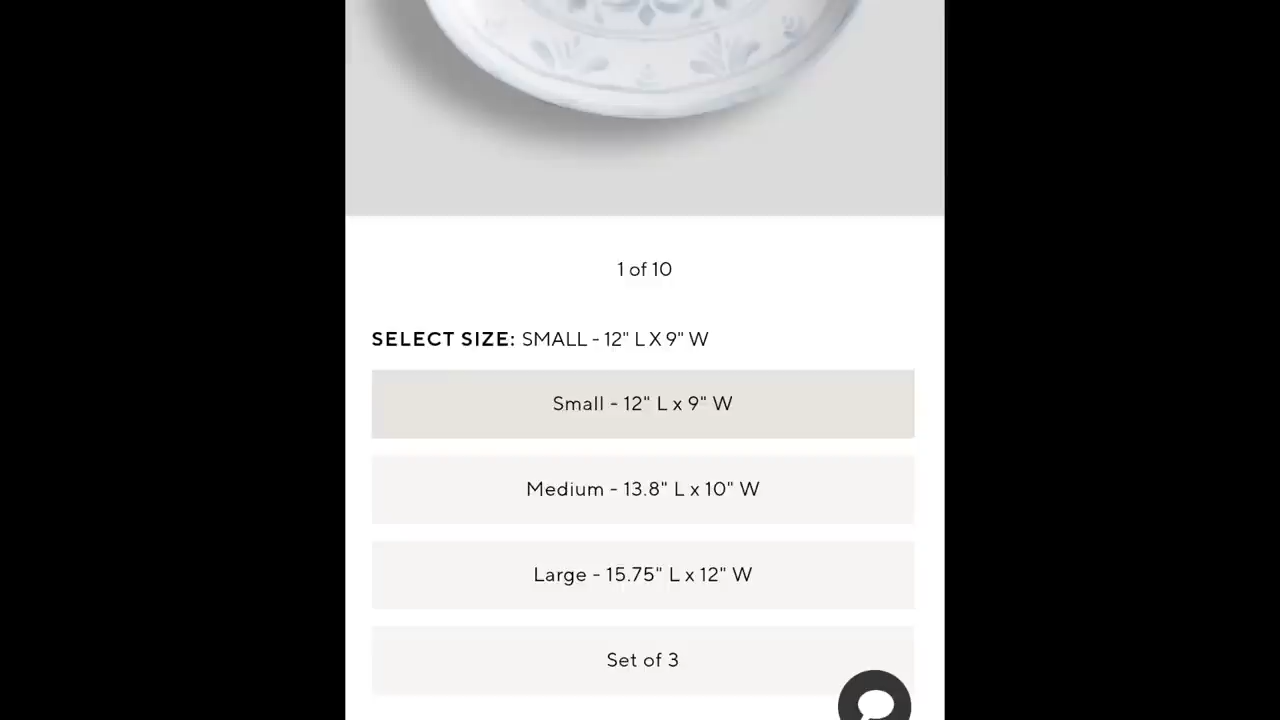 1 of 10
SELECT SIZE: SMALL - 12" L X 9" W
Small - 12" L x 9" W
Medium - 13.8" L x 10" W
Large - 15.75" L x 12" W
Set of 3